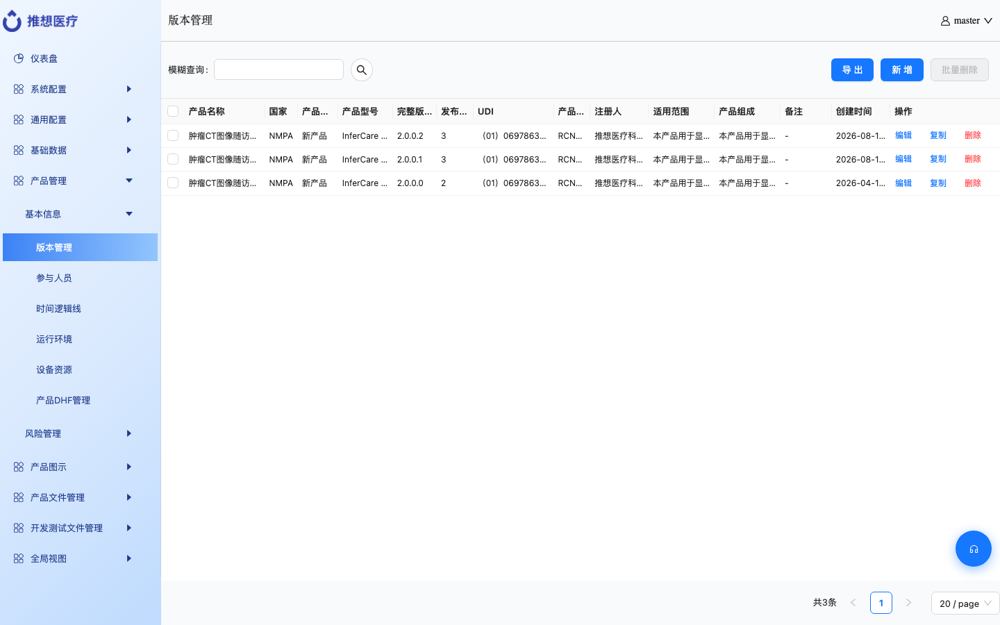 推想医疗
仪表盘
系统配置
通用配置
基础数据
产品管理
基本信息
版本管理
参与人员
时间逻辑线
运行环境
设备资源
产品DHF管理
风险管理
产品图示
产品文件管理
开发测试文件管理
全局视图
版本管理
master
模糊查询：
导 出
新 增
批量删除
产品名称 国家 产品... 产品型号 完整版... 发布... UDI 产品... 注册人 适用范围 产品组成 备注 创建时间 操作
肿瘤CT图像随访... NMPA 新产品 InferCare ... 2.0.0.2 3 （01）0697863... RCN... 推想医疗科... 本产品用于显... 本产品用于显... - 2026-08-1... 编辑 复制 删除
肿瘤CT图像随访... NMPA 新产品 InferCare ... 2.0.0.1 3 （01）0697863... RCN... 推想医疗科... 本产品用于显... 本产品用于显... - 2026-08-1... 编辑 复制 删除
肿瘤CT图像随访... NMPA 新产品 InferCare ... 2.0.0.0 2 （01）0697863... RCN... 推想医疗科... 本产品用于显... 本产品用于显... - 2026-04-1... 编辑 复制 删除
共3条 1 20 / page